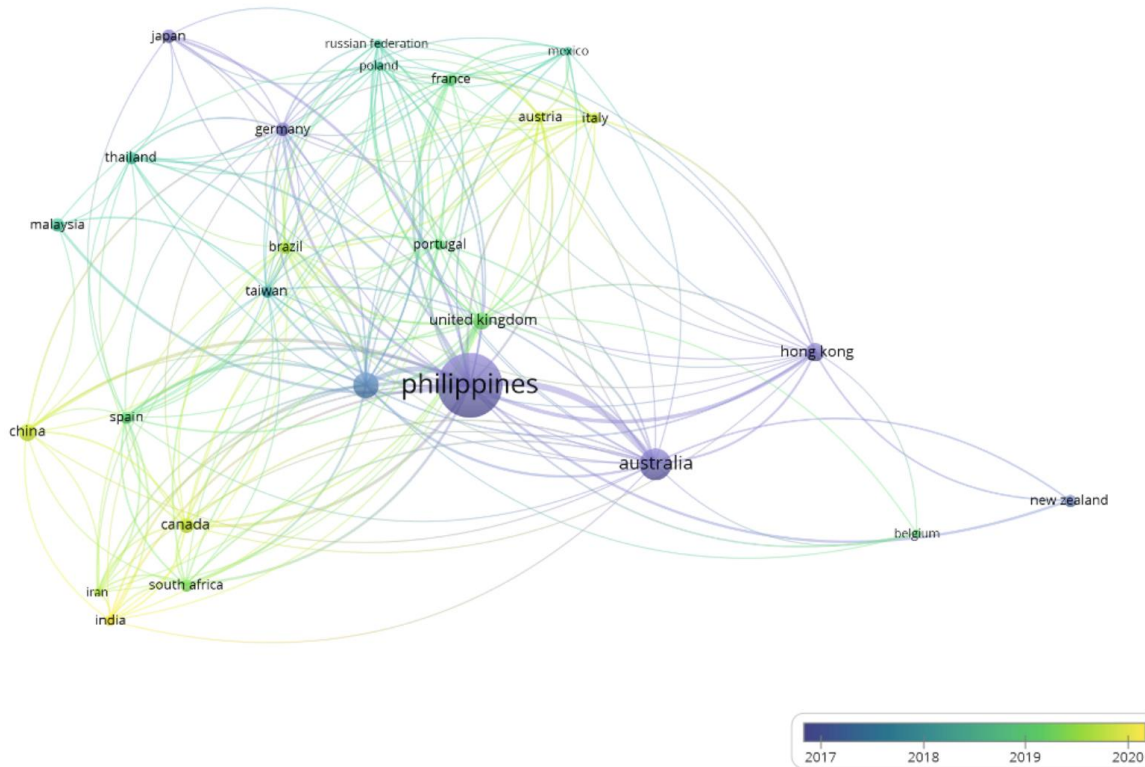 japan
russian federation
mexico
poland
france
austria
italy
germany
thailand
malaysia
brazil
portugal
taiwan
united kingdom
hong kong
philippines
spain
china
australia
new zealand
canada
belgium
iran
south africa
india
2017
2018
2019
2020